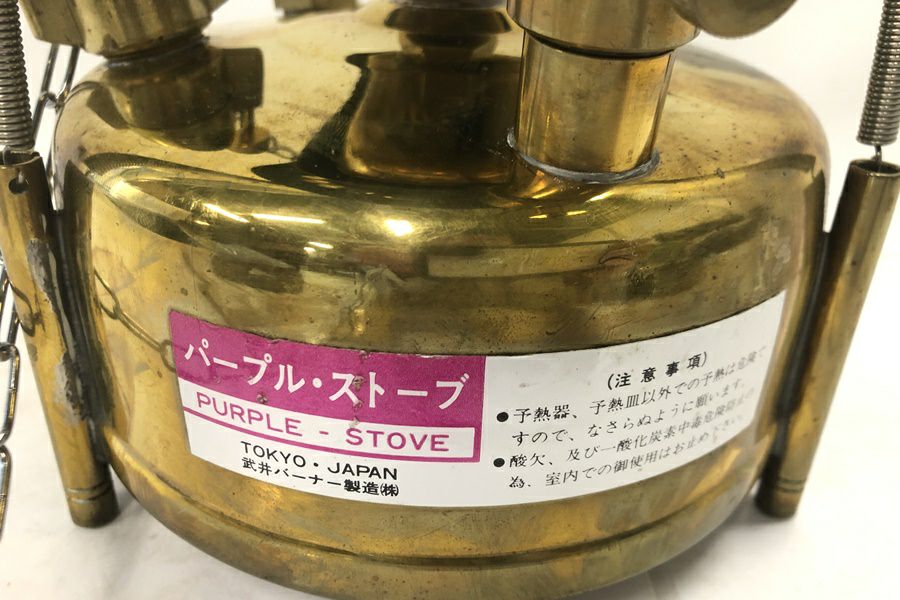 パープル・ストーブ
PURPLE - STOVE
TOKYO・JAPAN
武井バーナー製造㈱
(注意事項)
●予熱器、予熱皿以外での予熱は危険で
すので、なさらぬように願います。
●酸欠、及び一酸化炭素中毒危険防止の
為、室内での御使用はお止め下さい。